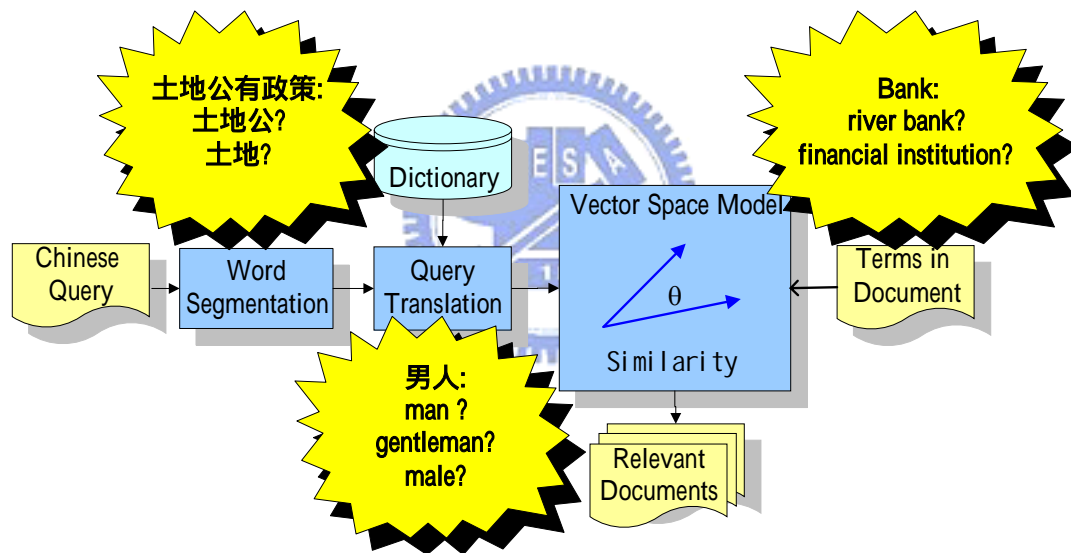 土地公有政策:
土地公?
土地?
Bank:
river bank?
financial institution?
Dictionary
ESA
Vector Space Model
Chinese
Query
Word
Segmentation
Query
Translation
θ
Similarity
Terms in
Document
男人:
man ?
gentleman?
male?
Relevant
Documents